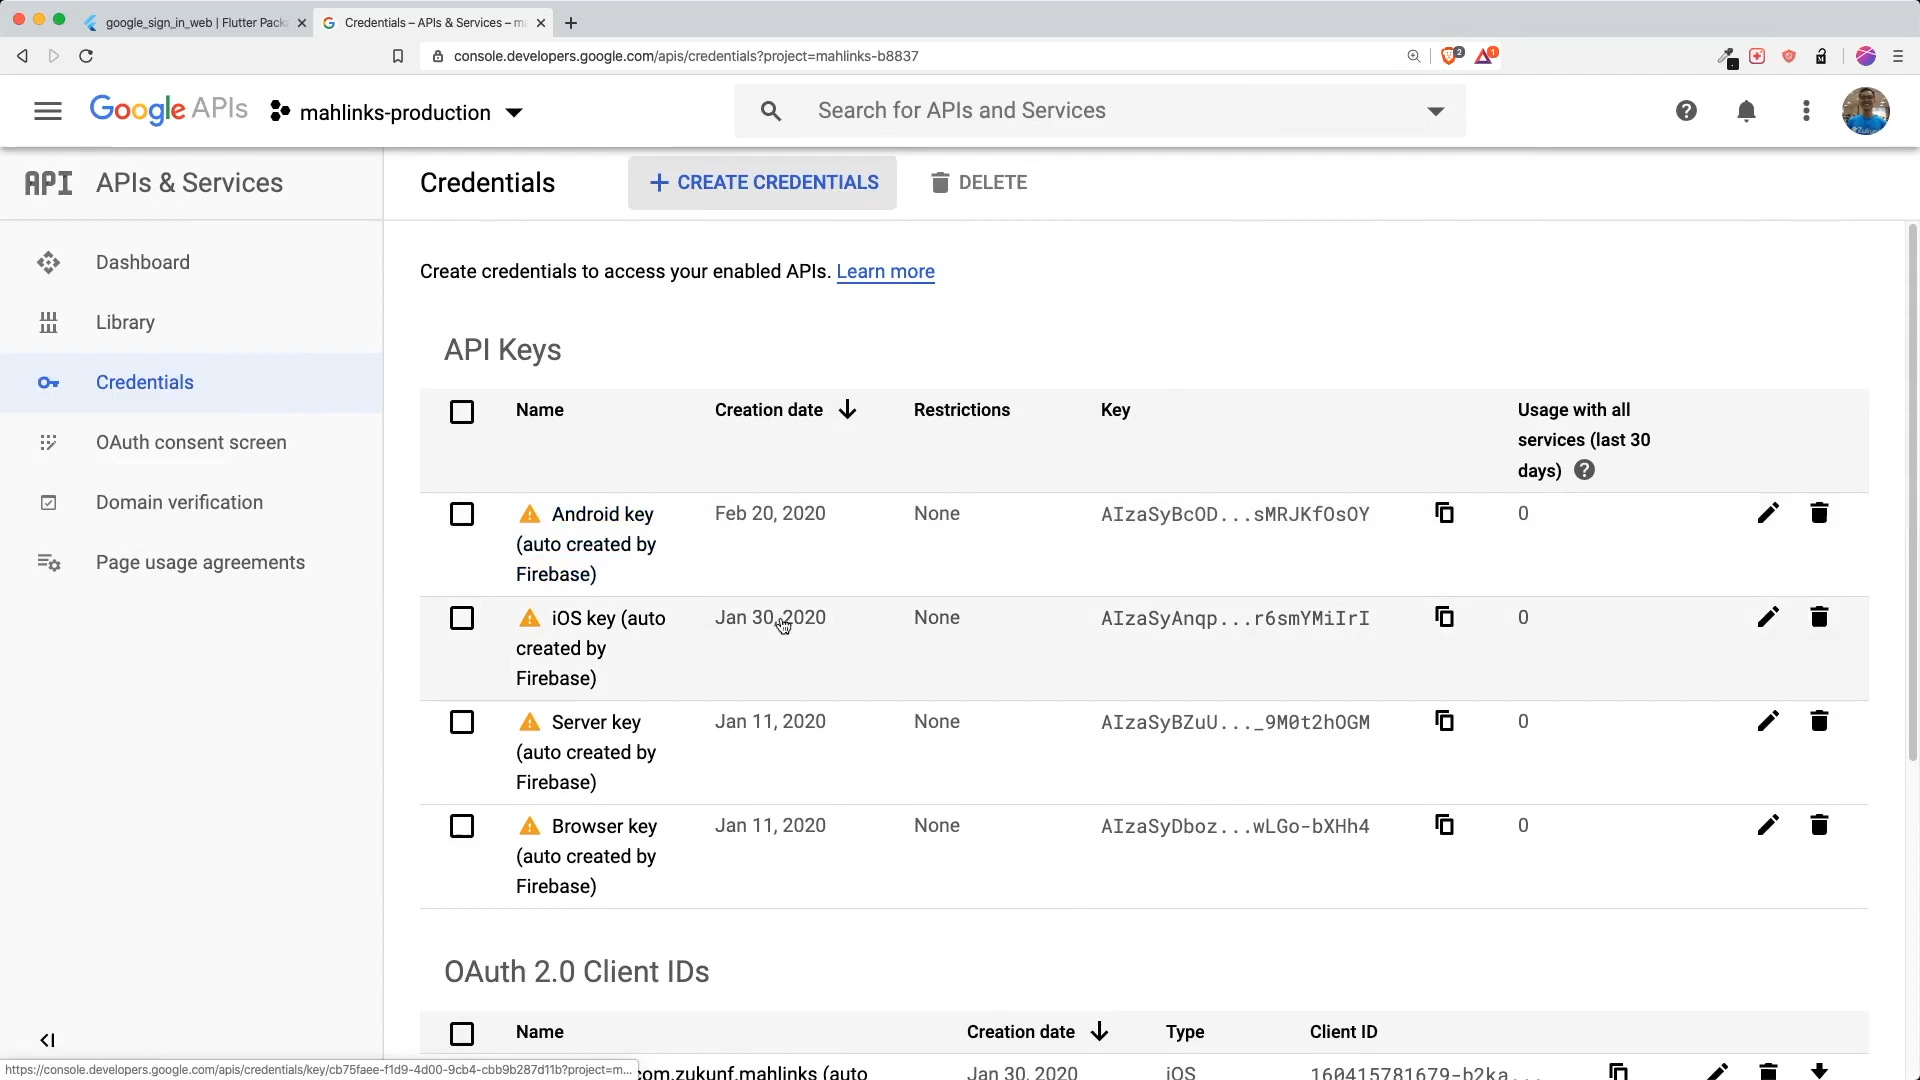 google_sign_in_web | Flutter Packa
Credentials – APIs & Services – ma
console.developers.google.com/apis/credentials?project=mahlinks-b8837
2
1
Google APIs
mahlinks-production
Search for APIs and Services
API APIs & Services
Credentials
CREATE CREDENTIALS
DELETE
Dashboard
Library
Credentials
OAuth consent screen
Domain verification
Page usage agreements
Create credentials to access your enabled APIs. Learn more
API Keys
Name
Creation date
Restrictions
Key
Usage with all
services (last 30
days)
Android key
(auto created by
Firebase)
Feb 20, 2020
None
AIzaSyBcOD...sMRJKfOsOY
0
iOS key (auto
created by
Firebase)
Jan 30, 2020
None
AIzaSyAnqp...r6smYMiIrI
0
Server key
(auto created by
Firebase)
Jan 11, 2020
None
AIzaSyBZuU..._9M0t2hOGM
0
Browser key
(auto created by
Firebase)
Jan 11, 2020
None
AIzaSyDboz...wLGo-bXHh4
0
OAuth 2.0 Client IDs
Name
Creation date
Type
Client ID
com.zukunf.mahlinks (auto
Jan 30, 2020
iOS
160415781679-b2ka...
https://console.developers.google.com/apis/credentials/key/cb75faee-f1d9-4d00-9cb4-cbb9b287d11b?project=m...